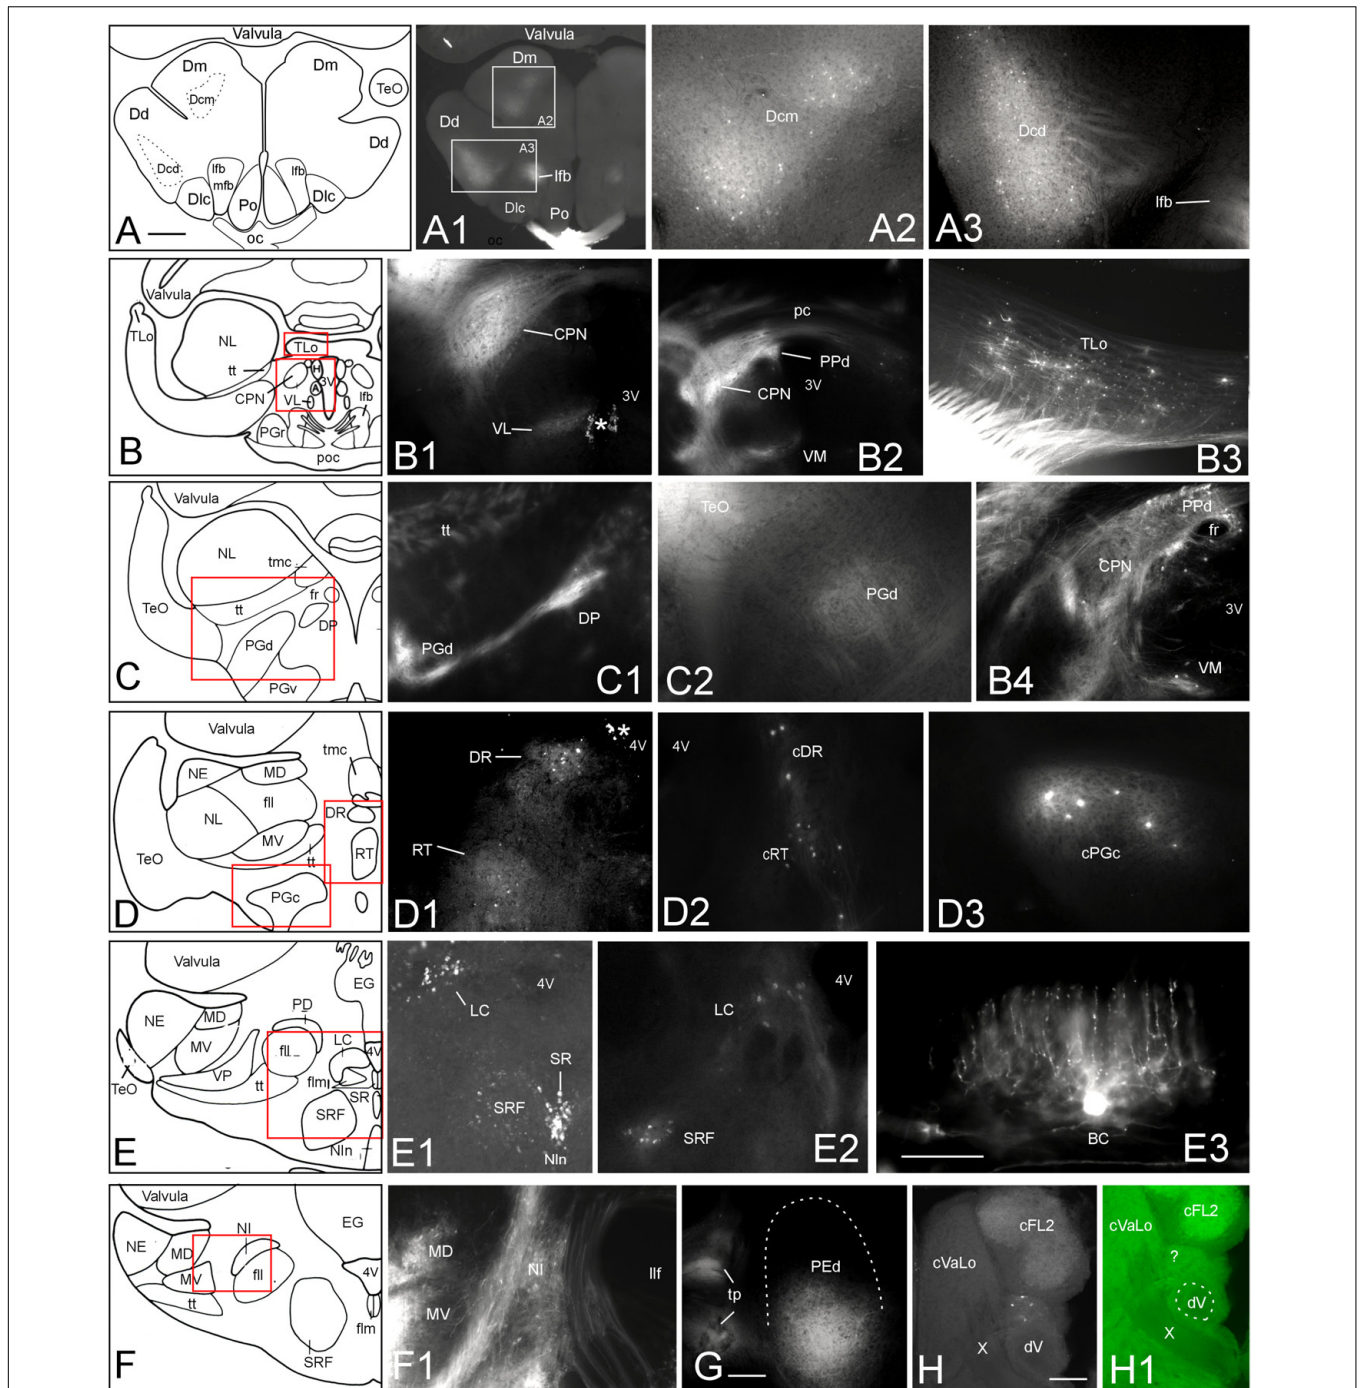 Valvula
Dm
Dm
TeO
Dcm
Dd
Dd
Dcd
lfb
mfb
lfb
Dlc
Po
Dlc
oc
A
Valvula
Dm
A2
Dd
A3
lfb
Dlc
Po
oc
A1
Dcm
A2
Dcd
lfb
A3
Valvula
TLo
NL
TLo
tt
H
3V
CPN
A
VL
lfb
PGr
poc
B
CPN
3V
VL
*
B1
pc
PPd
CPN
3V
VM
B2
TLo
B3
Valvula
NL
tmc
TeO
fr
tt
DP
PGd
PGv
C
tt
DP
PGd
C1
TeO
PGd
C2
PPd
fr
CPN
3V
VM
B4
Valvula
tmc
NE
MD
fll
DR
NL
MV
RT
TeO
tt
PGc
D
*
4V
DR
RT
D1
4V
cDR
cRT
D2
cPGc
D3
Valvula
EG
PD
NE
MD
LC
fll
4V
MV
VP
flm
TeO
tt
SR
SRF
NIn
E
LC
4V
SR
SRF
NIn
E1
4V
LC
SRF
E2
BC
E3
Valvula
NI
EG
NE
MD
fll
MV
4V
tt
flm
SRF
F
MD
NI
llf
MV
F1
PEd
tp
G
cFL2
cVaLo
X
dV
H
cFL2
cVaLo
?
dV
X
H1